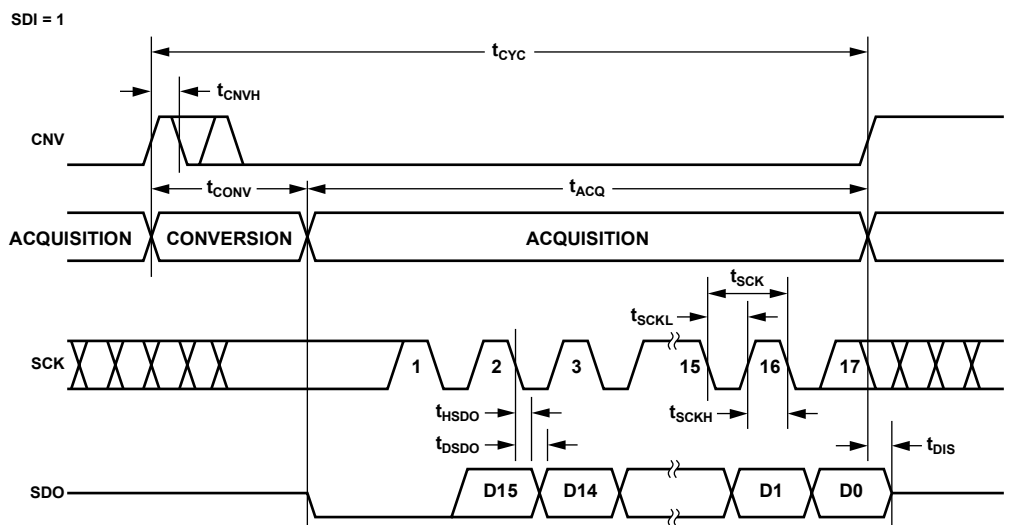 SDI = 1
tCYC
tCNVH
CNV
tCONV
tACQ
ACQUISITION CONVERSION ACQUISITION
tSCK
tSCKL
SCK 1 2 3 15 16 17
tHSDO
tSCKH
tDSDO
tDIS
SDO D15 D14 D1 D0